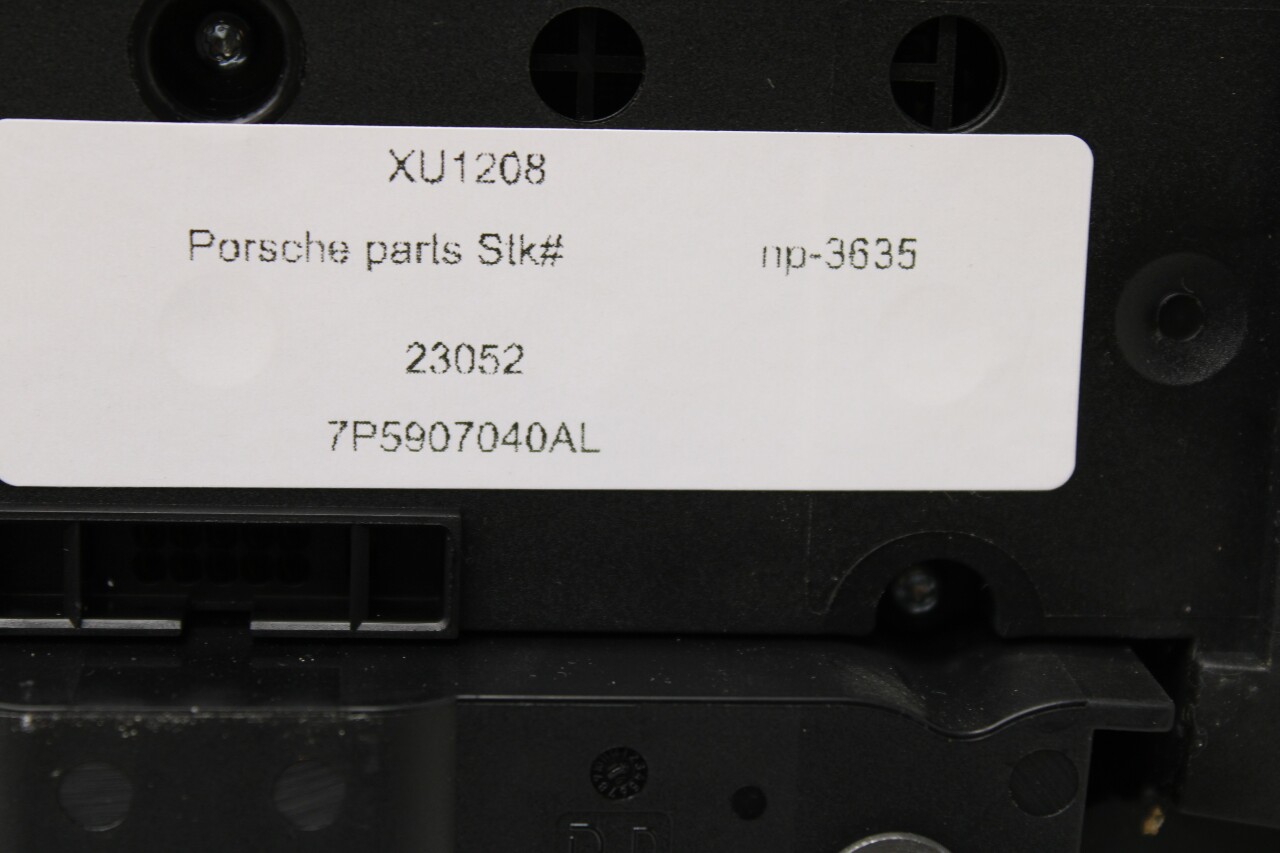 XU1208
Porsche parts Stk# np-3635
23052
7P5907040AL